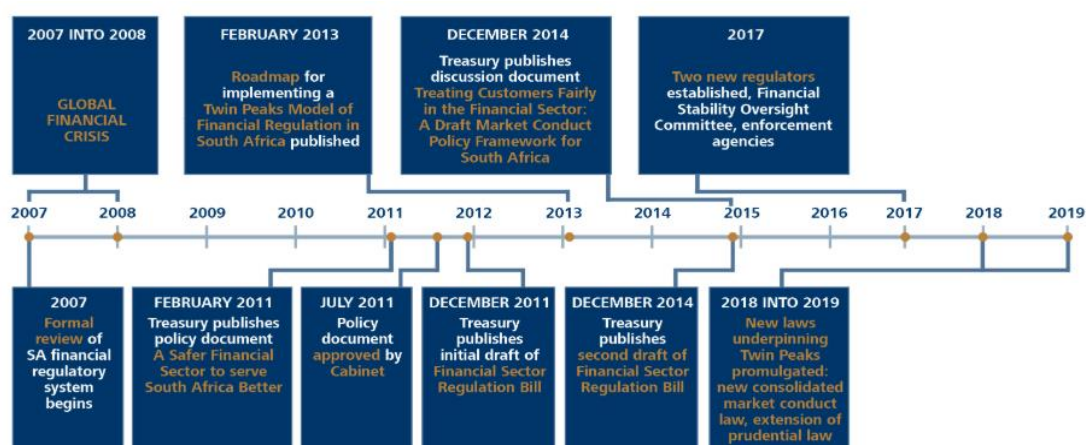 2007 INTO 2008
GLOBAL
FINANCIAL
CRISIS
FEBRUARY 2013
Roadmap for
implementing a
Twin Peaks Model of
Financial Regulation in
South Africa published
DECEMBER 2014
Treasury publishes
discussion document
Treating Customers Fairly
in the Financial Sector:
A Draft Market Conduct
Policy Framework for
South Africa
2017
Two new regulators
established, Financial
Stability Oversight
Committee, enforcement
agencies
2007 2008 2009 2010 2011 2012 2013 2014 2015 2016 2017 2018 2019
2007
Formal
review of
SA financial
regulatory
system
begins
FEBRUARY 2011
Treasury publishes
policy document
A Safer Financial
Sector to serve
South Africa Better
JULY 2011
Policy
document
approved by
Cabinet
DECEMBER 2011
Treasury
publishes
initial draft of
Financial Sector
Regulation Bill
DECEMBER 2014
Treasury
publishes
second draft of
Financial Sector
Regulation Bill
2018 INTO 2019
New laws
underpinning
Twin Peaks
promulgated:
new consolidated
market conduct
law, extension of
prudential law